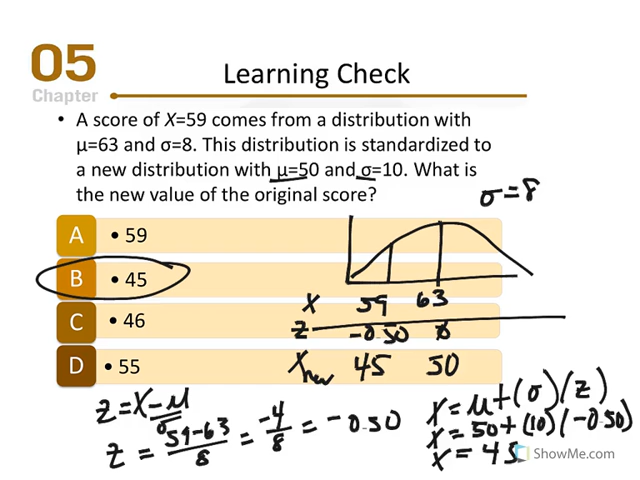 05
Chapter
Learning Check
• A score of X=59 comes from a distribution with
μ=63 and σ=8. This distribution is standardized to
a new distribution with μ=50 and σ=10. What is
the new value of the original score?
σ=8
A • 59
B • 45
C • 46
D • 55
X 59 63
Z -0.50 0
Xnew 45 50
Z = X-μ / σ
Z = 59-63 / 8 = -4 / 8 = -0.50
X = μ + (σ)(Z)
X = 50 + (10)(-0.50)
X = 45
ShowMe.com